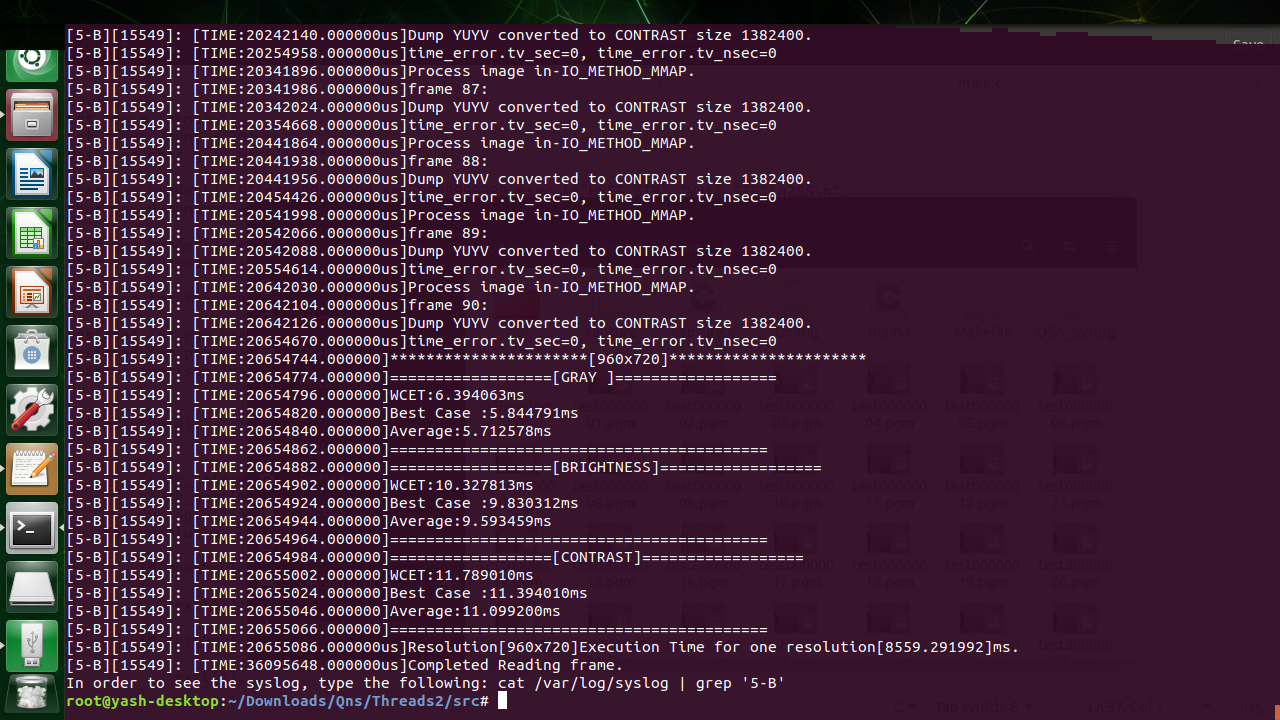 [5-B][15549]: [TIME:20242140.000000us]Dump YUYV converted to CONTRAST size 1382400.
[5-B][15549]: [TIME:20254958.000000us]time_error.tv_sec=0, time_error.tv_nsec=0
[5-B][15549]: [TIME:20341896.000000us]Process image in-IO_METHOD_MMAP.
[5-B][15549]: [TIME:20341986.000000us]frame 87:
[5-B][15549]: [TIME:20342024.000000us]Dump YUYV converted to CONTRAST size 1382400.
[5-B][15549]: [TIME:20354668.000000us]time_error.tv_sec=0, time_error.tv_nsec=0
[5-B][15549]: [TIME:20441864.000000us]Process image in-IO_METHOD_MMAP.
[5-B][15549]: [TIME:20441938.000000us]frame 88:
[5-B][15549]: [TIME:20441956.000000us]Dump YUYV converted to CONTRAST size 1382400.
[5-B][15549]: [TIME:20454426.000000us]time_error.tv_sec=0, time_error.tv_nsec=0
[5-B][15549]: [TIME:20541998.000000us]Process image in-IO_METHOD_MMAP.
[5-B][15549]: [TIME:20542066.000000us]frame 89:
[5-B][15549]: [TIME:20542088.000000us]Dump YUYV converted to CONTRAST size 1382400.
[5-B][15549]: [TIME:20554614.000000us]time_error.tv_sec=0, time_error.tv_nsec=0
[5-B][15549]: [TIME:20642030.000000us]Process image in-IO_METHOD_MMAP.
[5-B][15549]: [TIME:20642104.000000us]frame 90:
[5-B][15549]: [TIME:20642126.000000us]Dump YUYV converted to CONTRAST size 1382400.
[5-B][15549]: [TIME:20654670.000000us]time_error.tv_sec=0, time_error.tv_nsec=0
[5-B][15549]: [TIME:20654744.000000]**********************[960x720]**********************
[5-B][15549]: [TIME:20654774.000000]==================[GRAY ]==================
[5-B][15549]: [TIME:20654796.000000]WCET:6.394063ms
[5-B][15549]: [TIME:20654820.000000]Best Case :5.844791ms
[5-B][15549]: [TIME:20654840.000000]Average:5.712578ms
[5-B][15549]: [TIME:20654862.000000]==========================================
[5-B][15549]: [TIME:20654882.000000]==================[BRIGHTNESS]==================
[5-B][15549]: [TIME:20654902.000000]WCET:10.327813ms
[5-B][15549]: [TIME:20654924.000000]Best Case :9.830312ms
[5-B][15549]: [TIME:20654944.000000]Average:9.593459ms
[5-B][15549]: [TIME:20654964.000000]==========================================
[5-B][15549]: [TIME:20654984.000000]==================[CONTRAST]==================
[5-B][15549]: [TIME:20655002.000000]WCET:11.789010ms
[5-B][15549]: [TIME:20655024.000000]Best Case :11.394010ms
[5-B][15549]: [TIME:20655046.000000]Average:11.099200ms
[5-B][15549]: [TIME:20655066.000000]==========================================
[5-B][15549]: [TIME:20655086.000000]Resolution[960x720]Execution Time for one resolution[8559.291992]ms.
[5-B][15549]: [TIME:36095648.000000]Completed Reading frame.
In order to see the syslog, type the following: cat /var/log/syslog | grep '5-B'
root@yash-desktop:~/Downloads/Qns/Threads2/src#